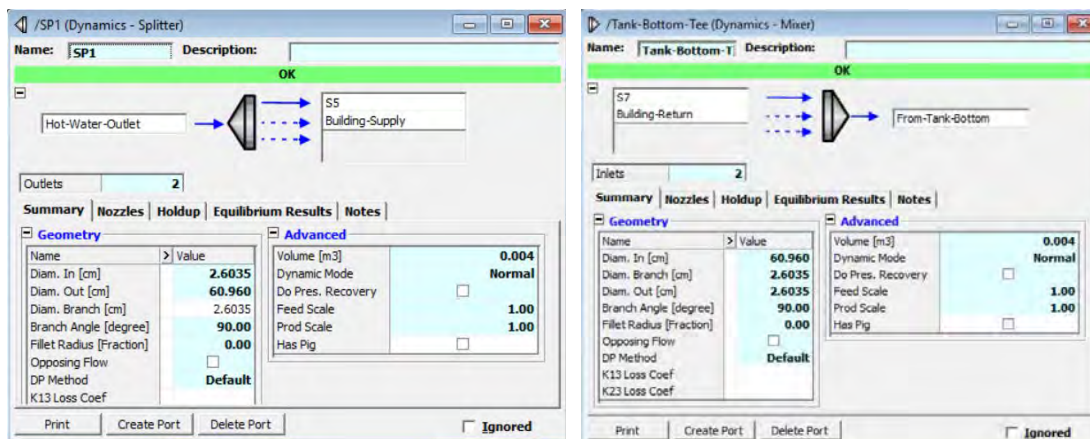 /SP1 (Dynamics - Splitter)
Name: SP1 Description:
OK
Hot-Water-Outlet
S5
Building-Supply
Outlets 2
Summary Nozzles Holdup Equilibrium Results Notes
Geometry
Name > Value
Diam. In [cm] 2.6035
Diam. Out [cm] 60.960
Diam. Branch [cm] 2.6035
Branch Angle [degree] 90.00
Fillet Radius [Fraction] 0.00
Opposing Flow
DP Method Default
K13 Loss Coef
Advanced
Volume [m3] 0.004
Dynamic Mode Normal
Do Pres. Recovery
Feed Scale 1.00
Prod Scale 1.00
Has Pig
Print Create Port Delete Port Ignored
/Tank-Bottom-Tee (Dynamics - Mixer)
Name: Tank-Bottom-T Description:
OK
S7
Building-Return
From-Tank-Bottom
Inlets 2
Summary Nozzles Holdup Equilibrium Results Notes
Geometry
Name > Value
Diam. In [cm] 60.960
Diam. Branch [cm] 2.6035
Diam. Out [cm] 2.6035
Branch Angle [degree] 90.00
Fillet Radius [Fraction] 0.00
Opposing Flow
DP Method Default
K13 Loss Coef
K23 Loss Coef
Advanced
Volume [m3] 0.004
Dynamic Mode Normal
Do Pres. Recovery
Feed Scale 1.00
Prod Scale 1.00
Has Pig
Print Create Port Delete Port Ignored